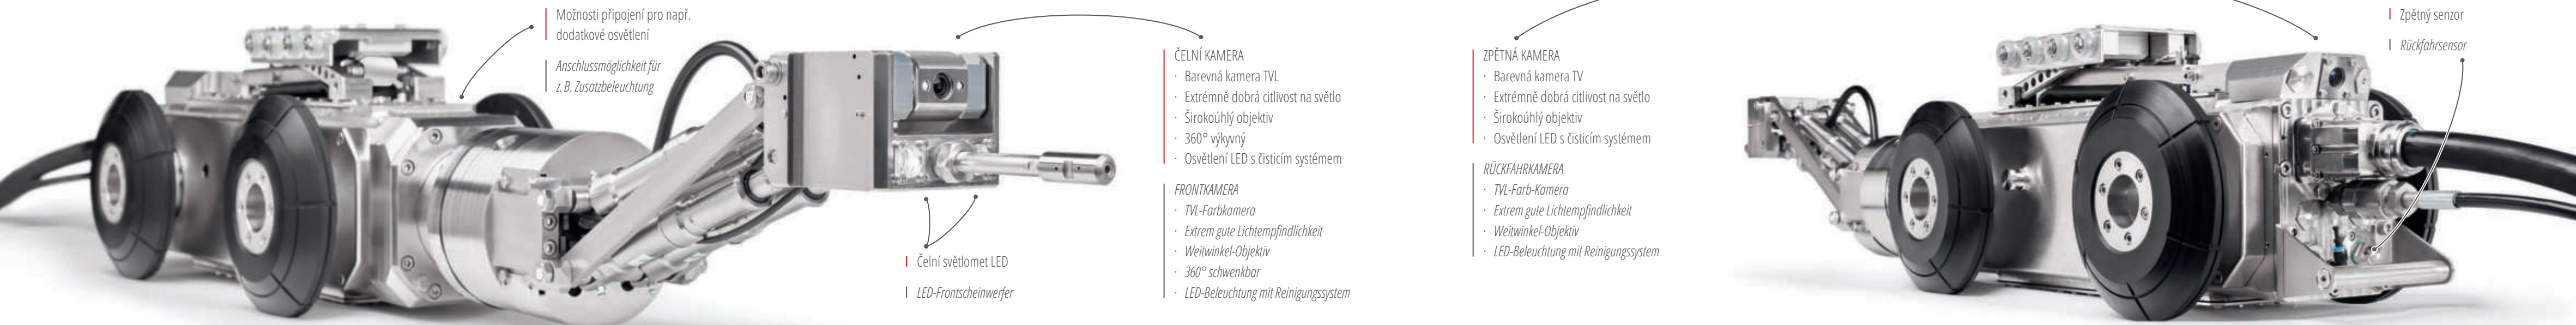 Možnosti připojení pro např.
dodatkové osvětlení
Anschlussmöglichkeit für
z. B. Zusatzbeleuchtung
Čelní světlomet LED
LED-Frontscheinwerfer
ČELNÍ KAMERA
· Barevná kamera TVL
· Extrémně dobrá citlivost na světlo
· Širokoúhlý objektiv
· 360° výkyvný
· Osvětlení LED s čisticím systémem
FRONTKAMERA
· TVL-Farbkamera
· Extrem gute Lichtempfindlichkeit
· Weitwinkel-Objektiv
· 360° schwenkbar
· LED-Beleuchtung mit Reinigungssystem
ZPĚTNÁ KAMERA
· Barevná kamera TV
· Extrémně dobrá citlivost na světlo
· Širokoúhlý objektiv
· Osvětlení LED s čisticím systémem
RÜCKFAHRKAMERA
· TVL-Farb-Kamera
· Extrem gute Lichtempfindlichkeit
· Weitwinkel-Objektiv
· LED-Beleuchtung mit Reinigungssystem
Zpětný senzor
Rückfahrsensor